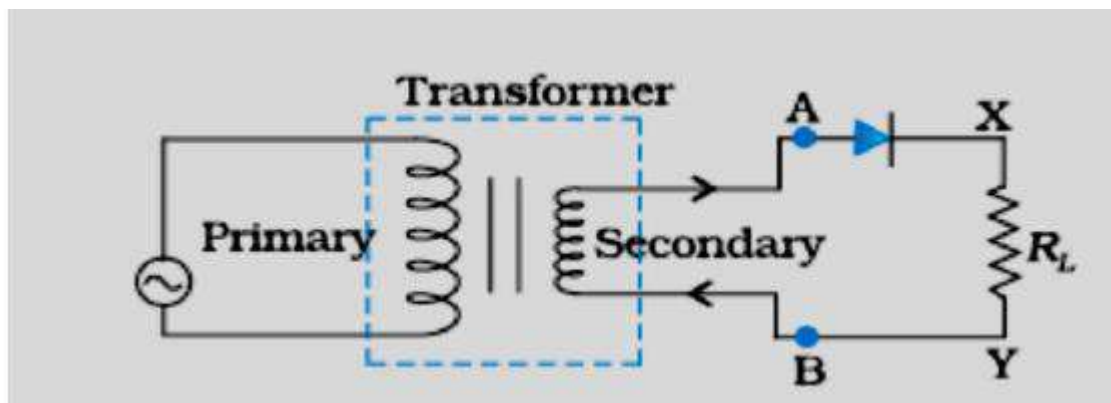 Transformer
A
X
Primary
Secondary
R_L
B
Y